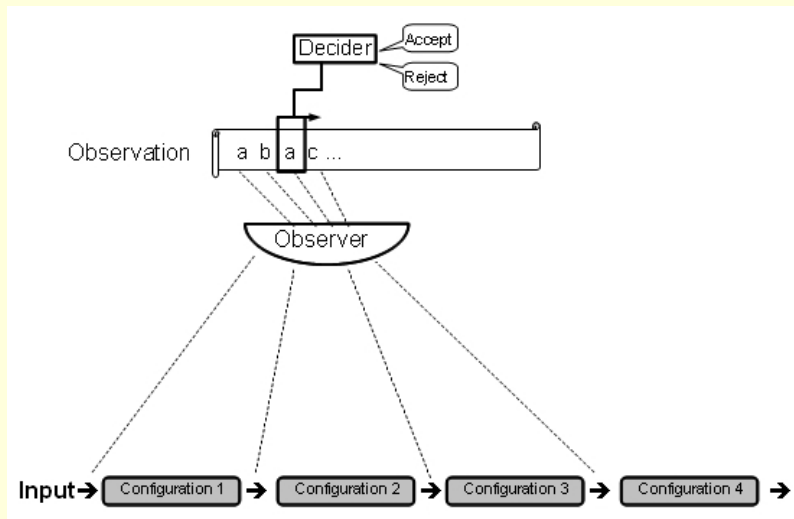 Decider
Accept
Reject
Observation
a b a c ...
Observer
Input
Configuration 1
Configuration 2
Configuration 3
Configuration 4